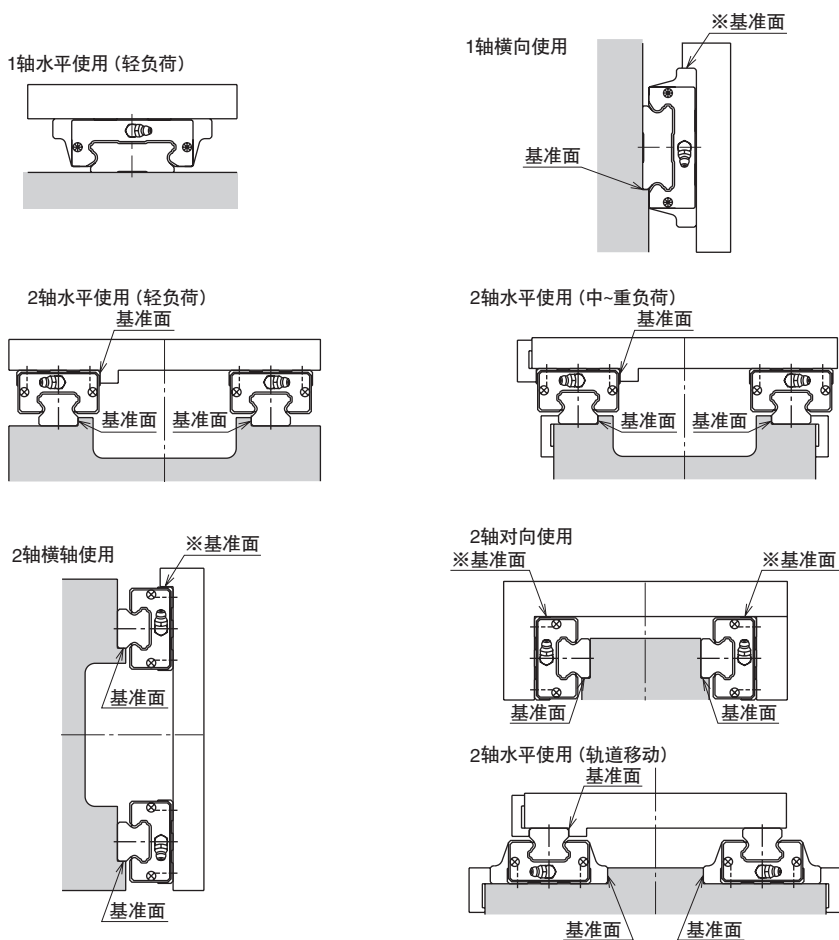 1轴水平使用 (轻负荷)
1轴横向使用
※基准面
基准面
2轴水平使用 (轻负荷)
基准面
基准面
基准面
2轴水平使用 (中~重负荷)
基准面
基准面
基准面
2轴横轴使用
※基准面
基准面
基准面
2轴对向使用
※基准面
※基准面
基准面
基准面
2轴水平使用 (轨道移动)
基准面
基准面
基准面